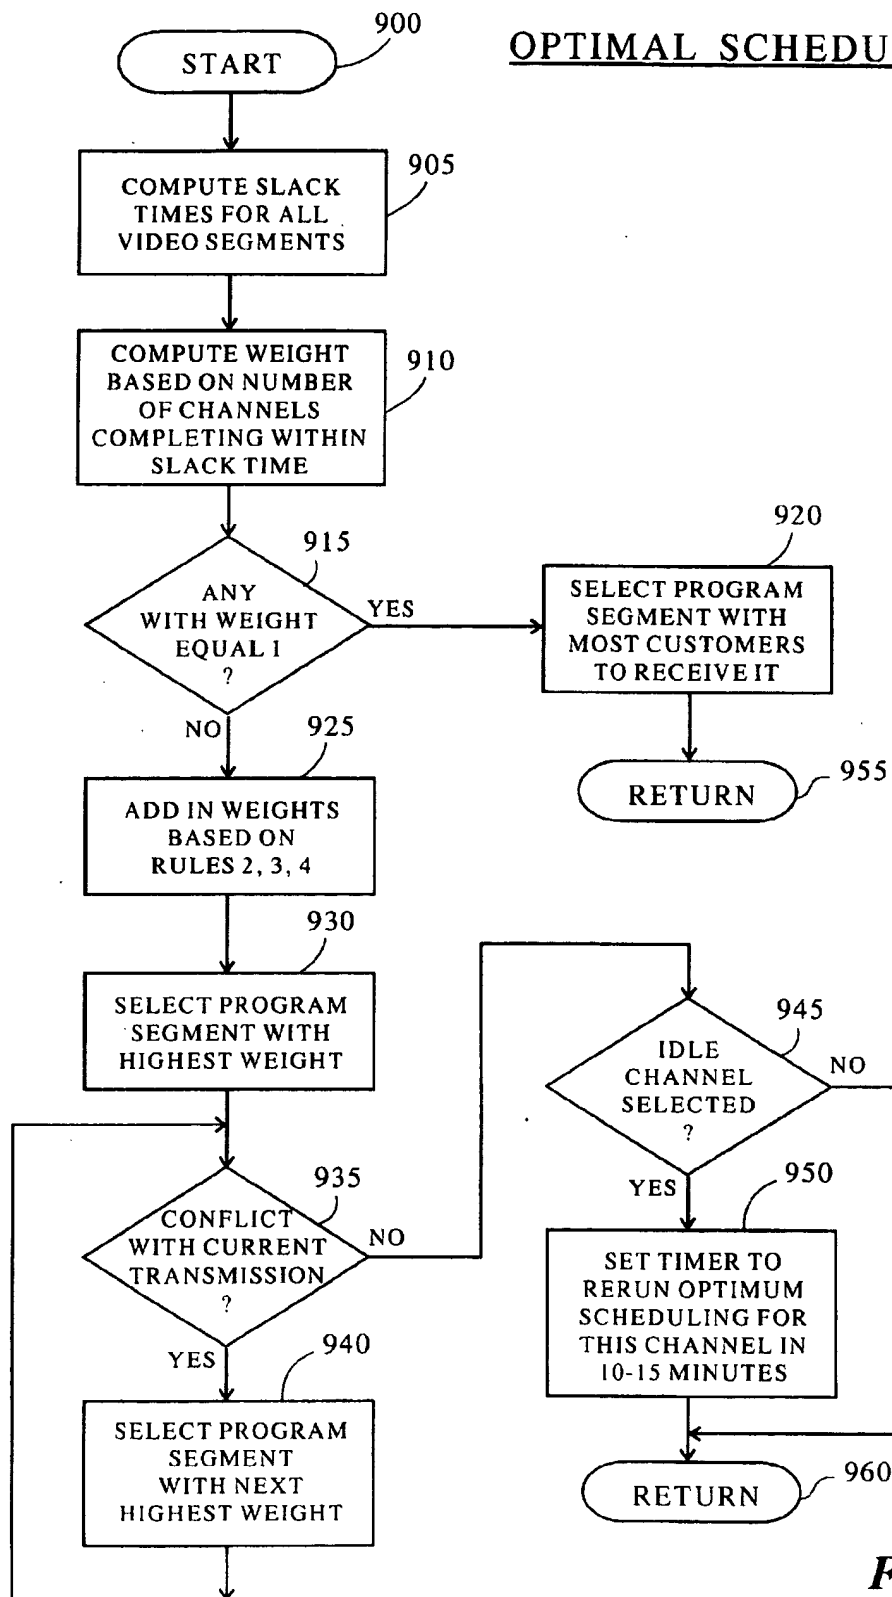 OPTIMAL SCHEDU
900
START
905
COMPUTE SLACK
TIMES FOR ALL
VIDEO SEGMENTS
910
COMPUTE WEIGHT
BASED ON NUMBER
OF CHANNELS
COMPLETING WITHIN
SLACK TIME
915
ANY
WITH WEIGHT
EQUAL 1
?
YES
NO
920
SELECT PROGRAM
SEGMENT WITH
MOST CUSTOMERS
TO RECEIVE IT
RETURN
955
925
ADD IN WEIGHTS
BASED ON
RULES 2, 3, 4
930
SELECT PROGRAM
SEGMENT WITH
HIGHEST WEIGHT
935
CONFLICT
WITH CURRENT
TRANSMISSION
?
NO
YES
940
SELECT PROGRAM
SEGMENT
WITH NEXT
HIGHEST WEIGHT
945
IDLE
CHANNEL
SELECTED
?
NO
YES
950
SET TIMER TO
RERUN OPTIMUM
SCHEDULING FOR
THIS CHANNEL IN
10-15 MINUTES
RETURN
960
F